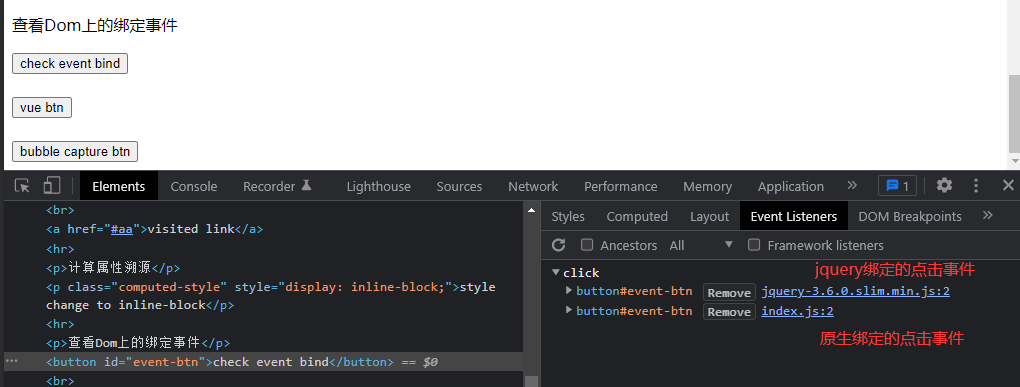 查看Dom上的绑定事件
check event bind
vue btn
bubble capture btn
Elements Console Recorder Lighthouse Sources Network Performance Memory Application » 1
<br>
<a href="#aa">visited link</a>
<hr>
<p>计算属性溯源</p>
<p class="computed-style" style="display: inline-block;">style
change to inline-block</p>
<hr>
<p>查看Dom上的绑定事件</p>
<button id="event-btn">check event bind</button> == $0
<br>
Styles Computed Layout Event Listeners DOM Breakpoints »
Ancestors All Framework listeners
click
jquery绑定的点击事件
button#event-btn Remove jquery-3.6.0.slim.min.js:2
button#event-btn Remove index.js:2
原生绑定的点击事件